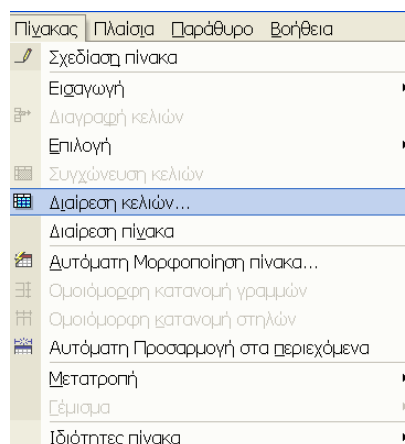 Πίνακας Πλαίσια Παράθυρο Βοήθεια
Σχεδίαση πίνακα
Εισαγωγή
Διαγραφή κελιών
Επιλογή
Συγχώνευση κελιών
Διαίρεση κελιών...
Διαίρεση πίνακα
Αυτόματη Μορφοποίηση πίνακα...
Ομοιόμορφη κατανομή γραμμών
Ομοιόμορφη κατανομή στηλών
Αυτόματη Προσαρμογή στα περιεχόμενα
Μετατροπή
Γέμισμα
Ιδιότητες πίνακα